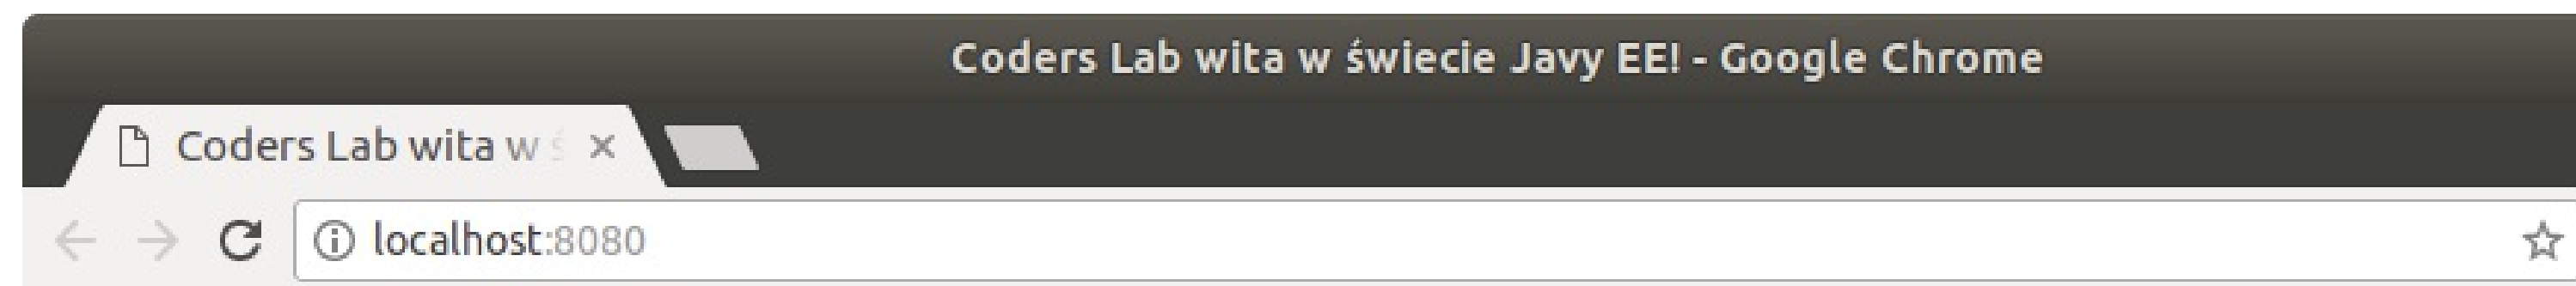 Coders Lab wita w świecie Javy EE! - Google Chrome
Coders Lab wita w ś
localhost:8080